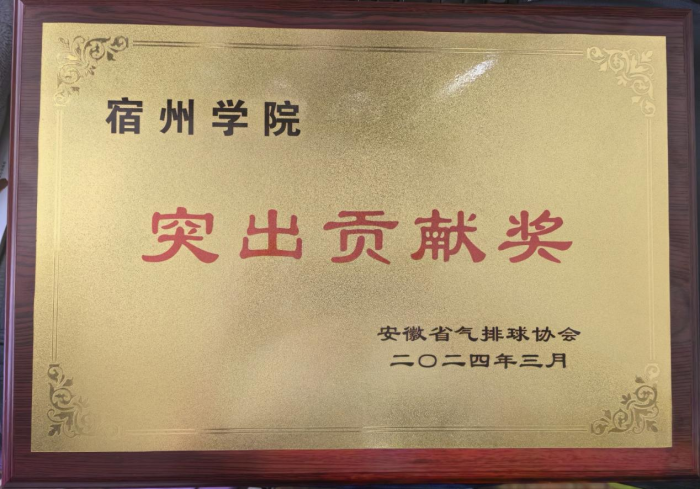 宿州学院
突出贡献奖
安徽省气排球协会
二〇二四年三月